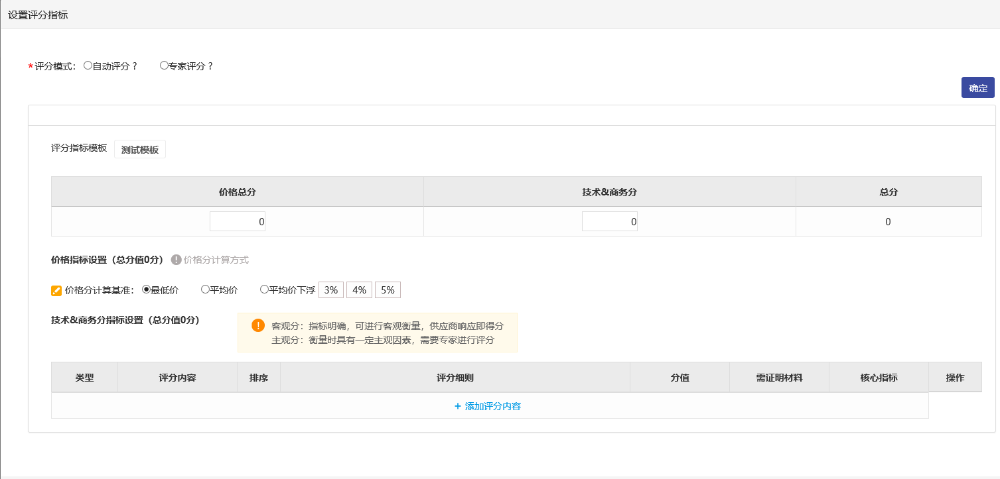 设置评分指标
*评分模式： 自动评分 ? 专家评分 ?
确定
评分指标模板 测试模板
价格总分 技术&商务分 总分
0 0 0
价格指标设置（总分值0分） 价格分计算方式
价格分计算基准： 最低价 平均价 平均价下浮 3% 4% 5%
技术&商务分指标设置（总分值0分）
客观分：指标明确，可进行客观衡量，供应商响应即得分
主观分：衡量时具有一定主观因素，需要专家进行评分
类型 评分内容 排序 评分细则 分值 需证明材料 核心指标 操作
+ 添加评分内容